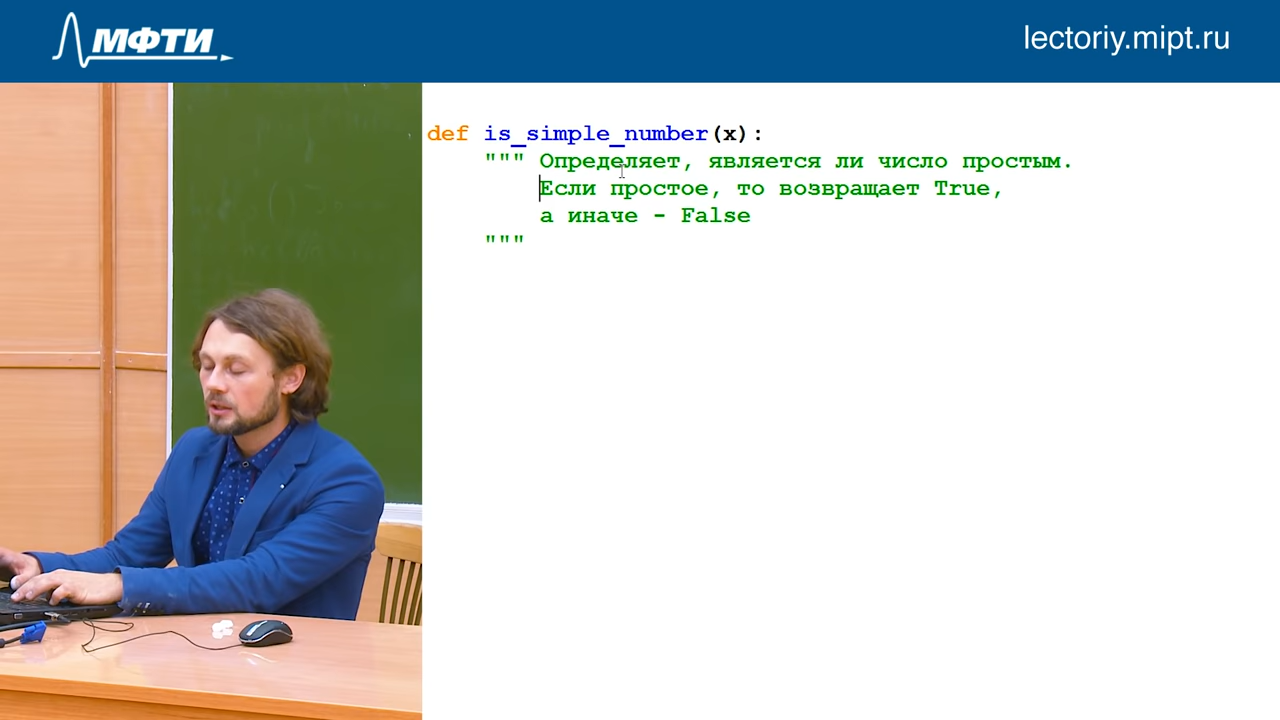 МФТИ
lectoriy.mipt.ru
def is_simple_number(x):
""" Определяет, является ли число простым.
Если простое, то возвращает True,
а иначе - False
"""